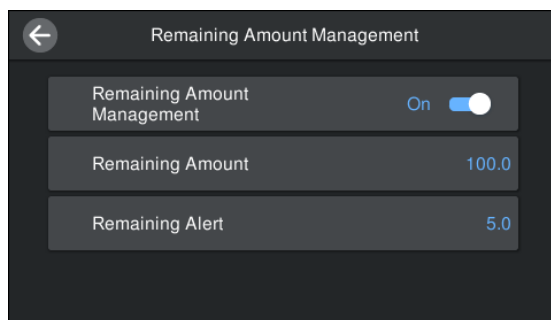 Remaining Amount Management
Remaining Amount
Management
On
Remaining Amount
100.0
Remaining Alert
5.0